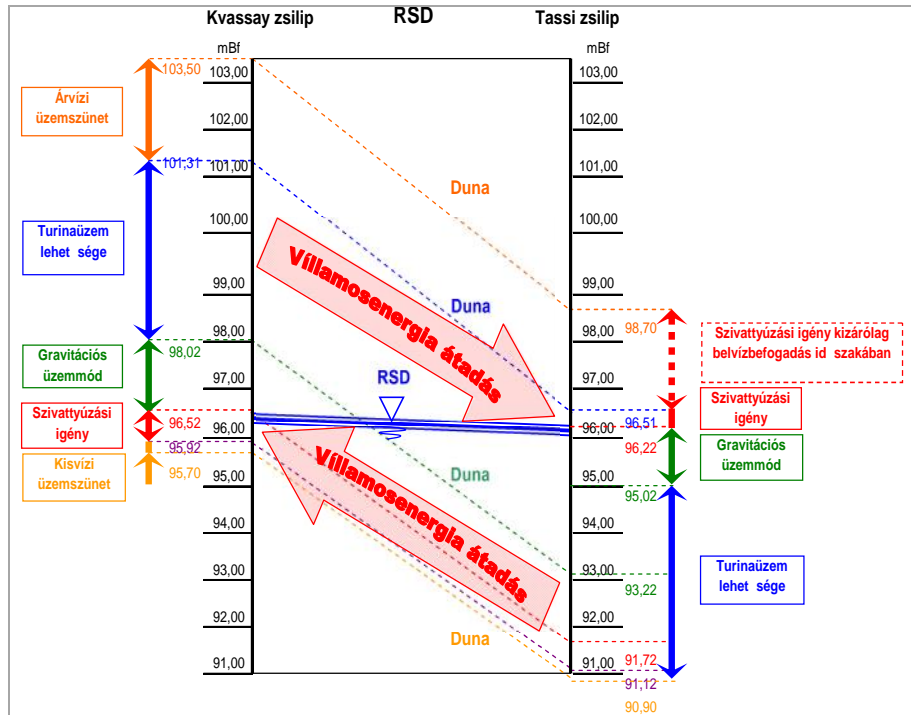 Kvassay zsilip
RSD
Tassi zsilip
mBf
mBf
103,50
103,00
102,00
101,31
101,00
100,00
99,00
98,00
98,02
97,00
96,52
96,00
95,92
95,70
95,00
94,00
93,00
92,00
91,00
Árvízi
üzemszünet
Turinaüzem
lehet sége
Gravitációs
üzemmód
Szivattyúzási
igény
Kisvízi
üzemszünet
Duna
Duna
RSD
Duna
Duna
Víllamosenergia átadás
Víllamosenergia átadás
103,00
102,00
101,00
100,00
99,00
98,70
98,00
97,00
96,51
96,00
96,22
95,00
95,02
94,00
93,00
93,22
92,00
91,72
91,00
91,12
90,90
Szivattyúzási igény kizárólag
belvízbefogadás id szakában
Szivattyúzási
igény
Gravitációs
üzemmód
Turinaüzem
lehet sége